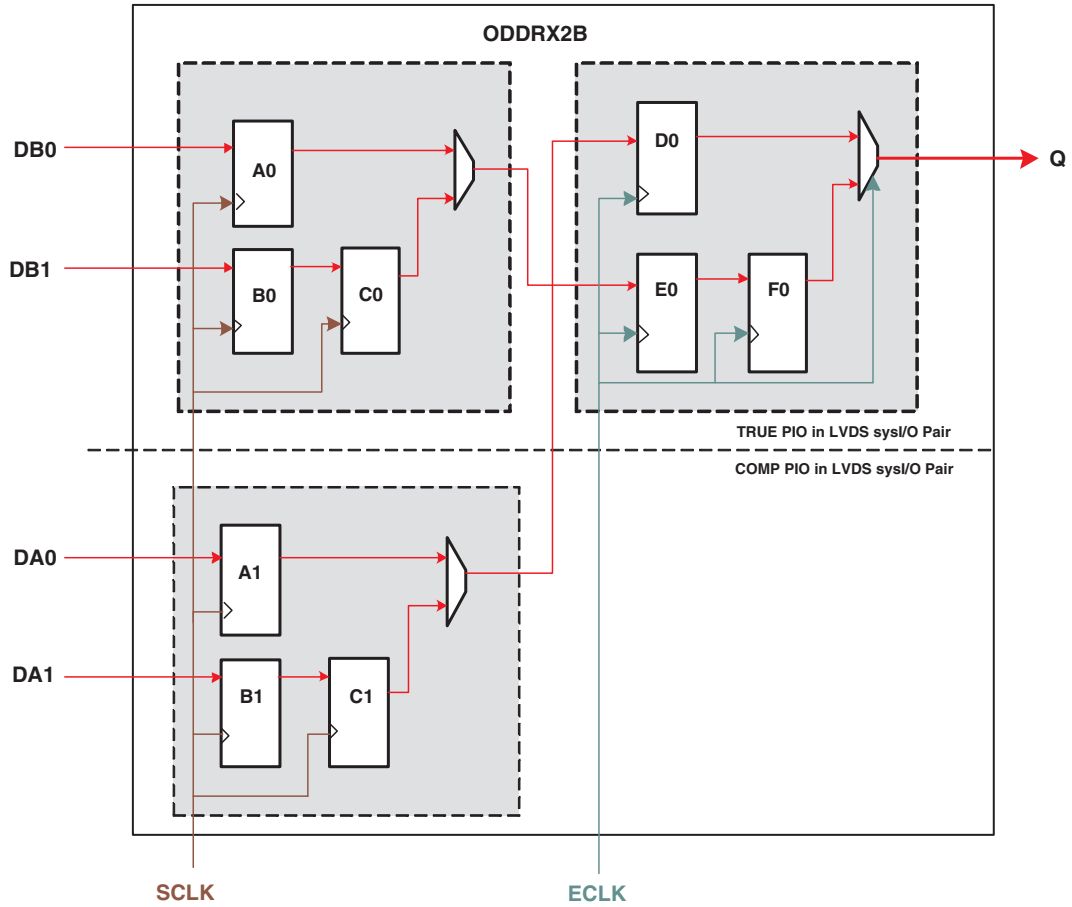 ODDRX2B
DB0
A0
D0
Q
DB1
B0
C0
E0
F0
TRUE PIO in LVDS sysI/O Pair
COMP PIO in LVDS sysI/O Pair
DA0
A1
DA1
B1
C1
SCLK
ECLK